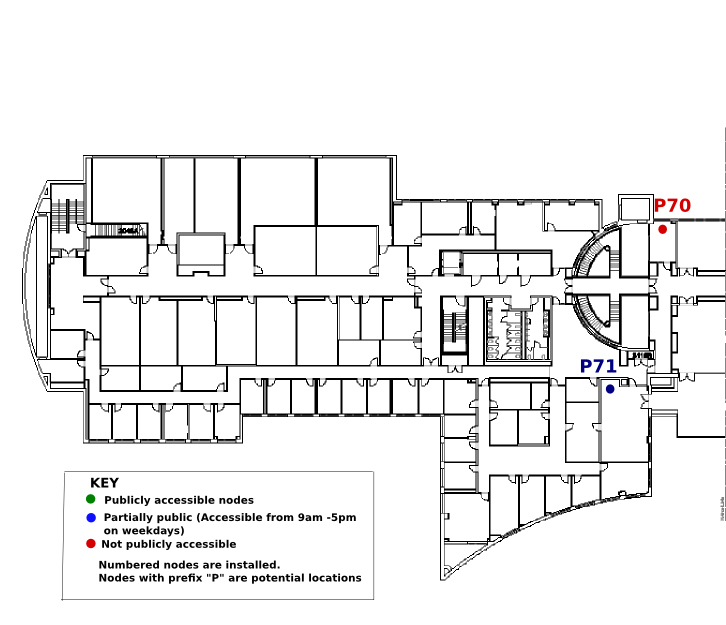 P70
P71
KEY
Publicly accessible nodes
Partially public (Accessible from 9am -5pm
on weekdays)
Not publicly accessible
Numbered nodes are installed.
Nodes with prefix "P" are potential locations